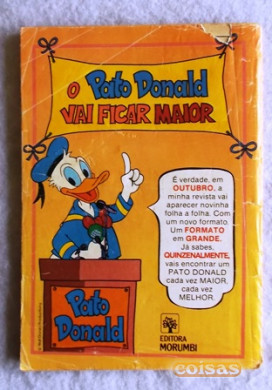 O Pato Donald
VAI FICAR MAIOR
É verdade, em
OUTUBRO, a
minha revista vai
aparecer novinha
folha a folha. Com
um novo formato.
Um FORMATO
em GRANDE.
Já sabes,
QUINZENALMENTE,
vais encontrar um
PATO DONALD
cada vez MAIOR,
cada vez
MELHOR
Pato
Donald
EDITORA
MORUMBI
coisas